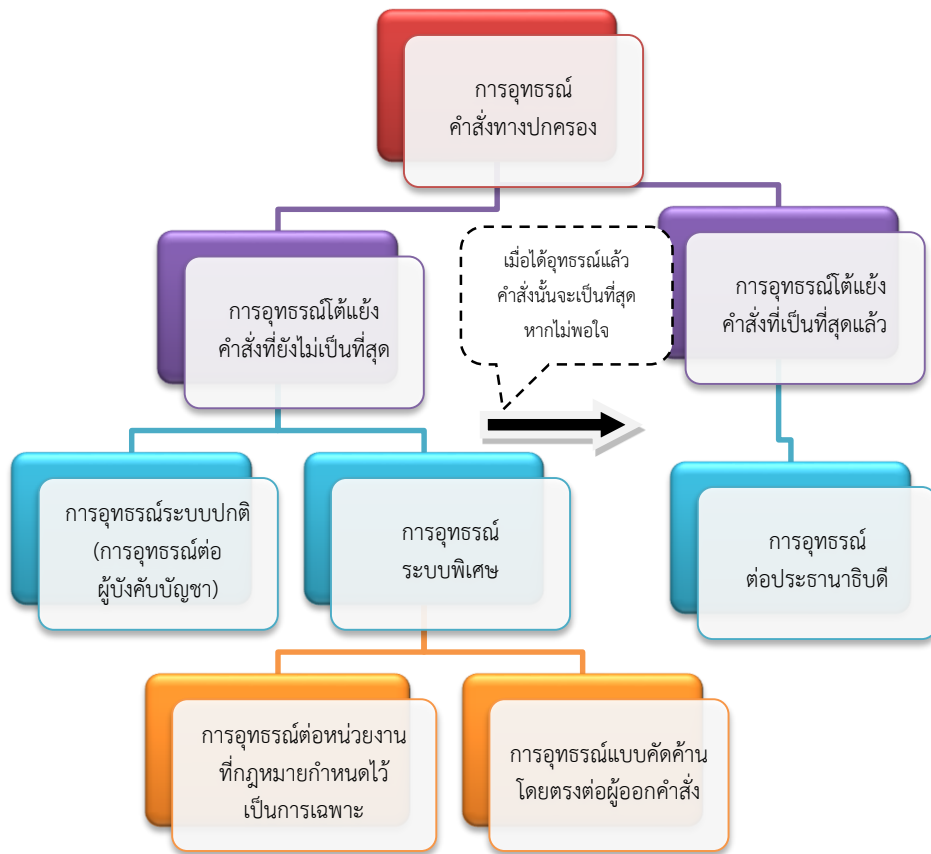 การอุทธรณ์
คำสั่งทางปกครอง
เมื่อได้อุทธรณ์แล้ว
คำสั่งนั้นจะเป็นที่สุด
หากไม่พอใจ
การอุทธรณ์โต้แย้ง
คำสั่งที่ยังไม่เป็นที่สุด
การอุทธรณ์โต้แย้ง
คำสั่งที่เป็นที่สุดแล้ว
การอุทธรณ์ระบบปกติ
(การอุทธรณ์ต่อ
ผู้บังคับบัญชา)
การอุทธรณ์
ระบบพิเศษ
การอุทธรณ์
ต่อประธานาธิบดี
การอุทธรณ์ต่อหน่วยงาน
ที่กฎหมายกำหนดไว้
เป็นการเฉพาะ
การอุทธรณ์แบบคัดค้าน
โดยตรงต่อผู้ออกคำสั่ง